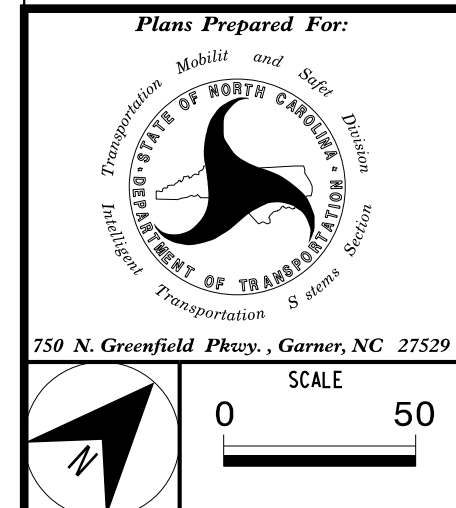 Plans Prepared For:
Transportation Mobilit and Safet Division
STATE OF NORTH CAROLINA
DEPARTMENT OF TRANSPORTATION
Intelligent Transportation S stems Section
750 N. Greenfield Pkwy. , Garner, NC 27529
SCALE
0 50
N